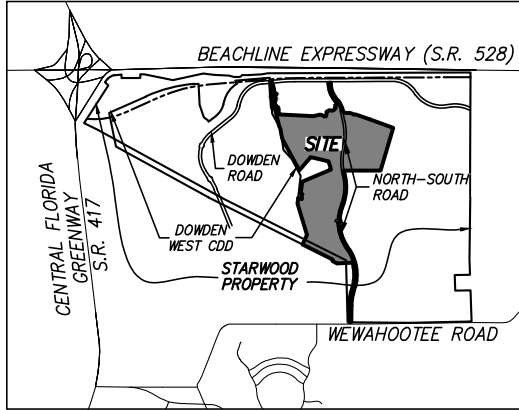 BEACHLINE EXPRESSWAY (S.R. 528)
SITE
DOWDEN
ROAD
NORTH-SOUTH
ROAD
DOWDEN
WEST CDD
CENTRAL FLORIDA
GREENWAY
S.R. 417
STARWOOD
PROPERTY
WEWAHOOTEE ROAD